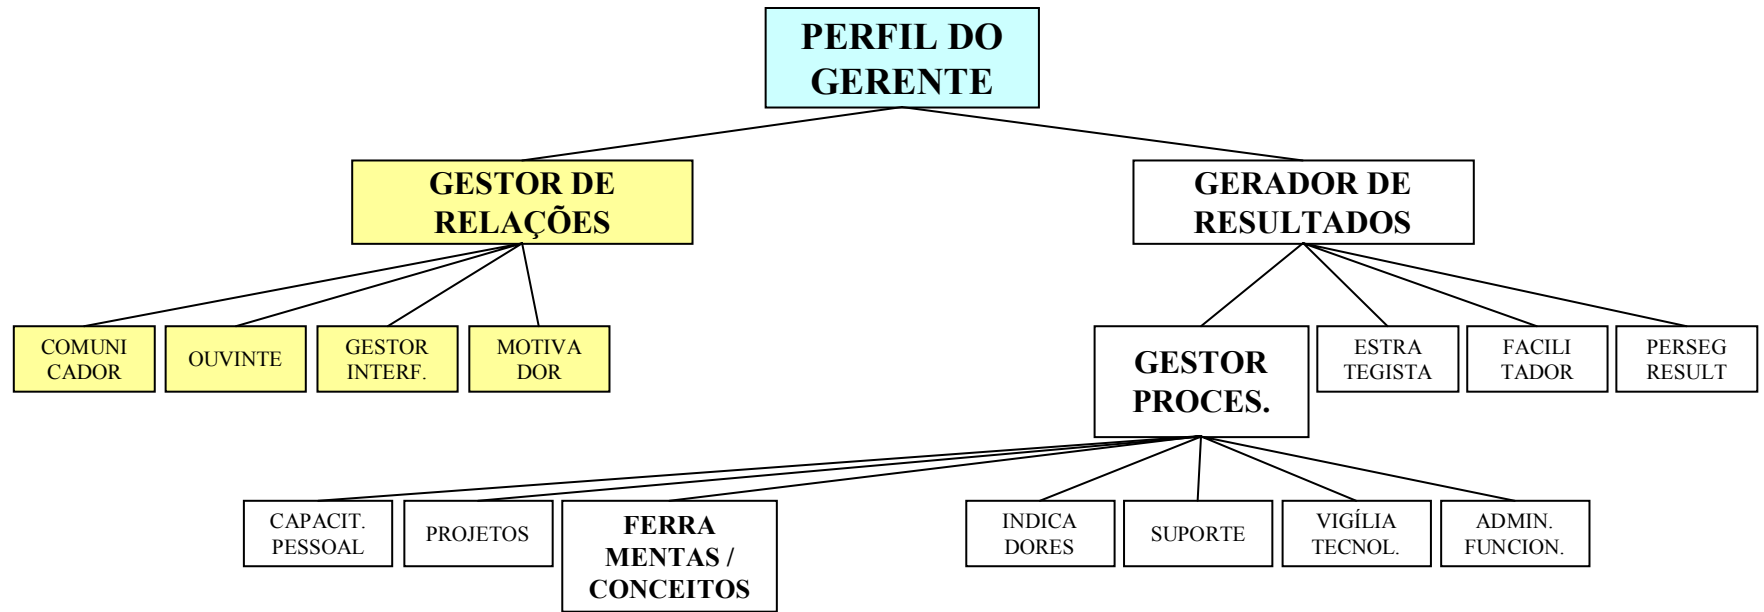 PERFIL DO
GERENTE
GESTOR DE
RELAÇÕES
GERADOR DE
RESULTADOS
COMUNI
CADOR
OUVINTE
GESTOR
INTERF.
MOTIVA
DOR
GESTOR
PROCES.
ESTRA
TEGISTA
FACILI
TADOR
PERSEG
RESULT
CAPACIT.
PESSOAL
PROJETOS
FERRA
MENTAS /
CONCEITOS
INDICA
DORES
SUPORTE
VIGÍLIA
TECNOL.
ADMIN.
FUNCION.